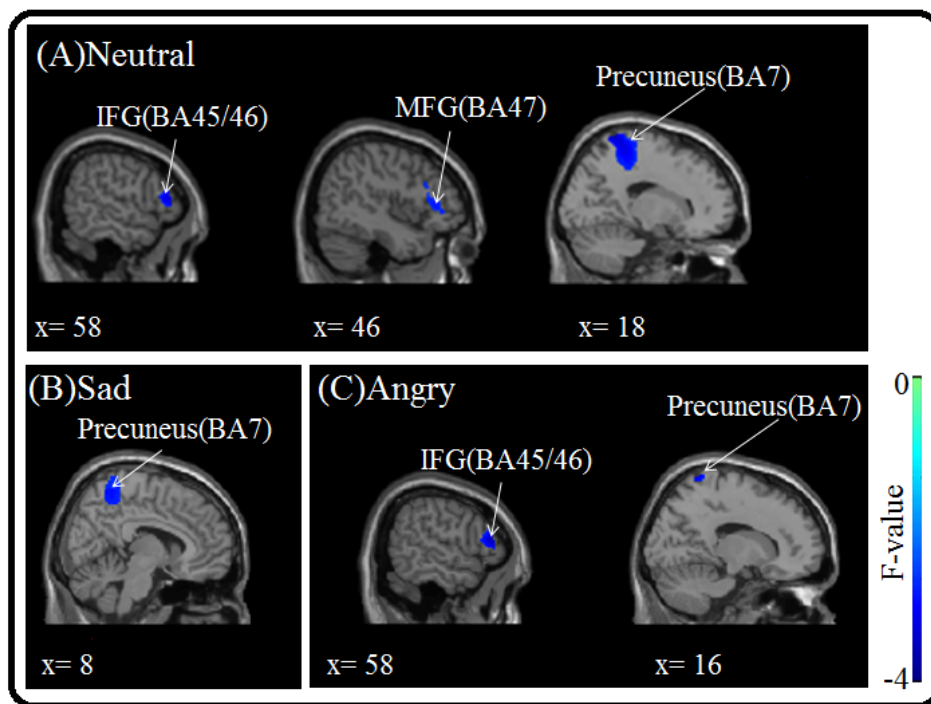 (A)Neutral
IFG(BA45/46)
MFG(BA47)
Precuneus(BA7)
x= 58
x= 46
x= 18
(B)Sad
Precuneus(BA7)
x= 8
(C)Angry
IFG(BA45/46)
Precuneus(BA7)
x= 58
x= 16
0
F-value
-4